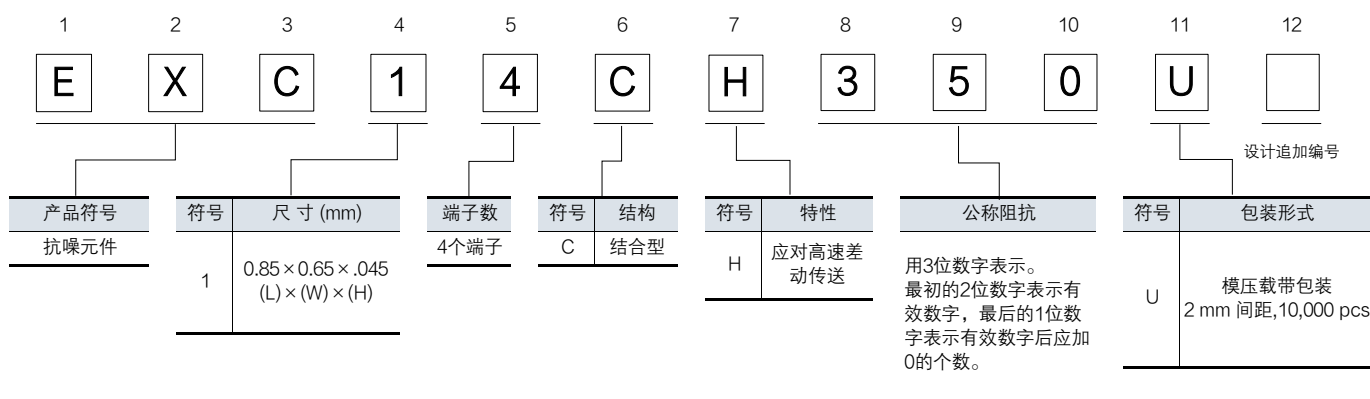 1 2 3 4 5 6 7 8 9 10 11 12
E X C 1 4 C H 3 5 0 U
设计追加编号
产品符号
抗噪元件
符号 尺 寸 (mm)
1 0.85×0.65×.045
(L)×(W)×(H)
端子数
4个端子
符号 结构
C 结合型
符号 特性
H 应对高速差
动传送
公称阻抗
用3位数字表示。
最初的2位数字表示有
效数字，最后的1位数
字表示有效数字后应加
0的个数。
符号 包装形式
U 模压载带包装
2 mm 间距,10,000 pcs